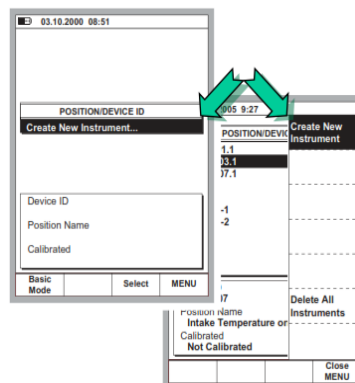 03.10.2000 08:51
POSITION/DEVICE ID
Create New Instrument...
Device ID
Position Name
Calibrated
Basic Mode
Select
MENU
2005 9:27
POSITION/DEVIC
1.1
03.1
07.1
-1
-2
07
Position Name
Intake Temperature or
Calibrated
Not Calibrated
Create New
Instrument
Delete All
Instruments
Close
MENU